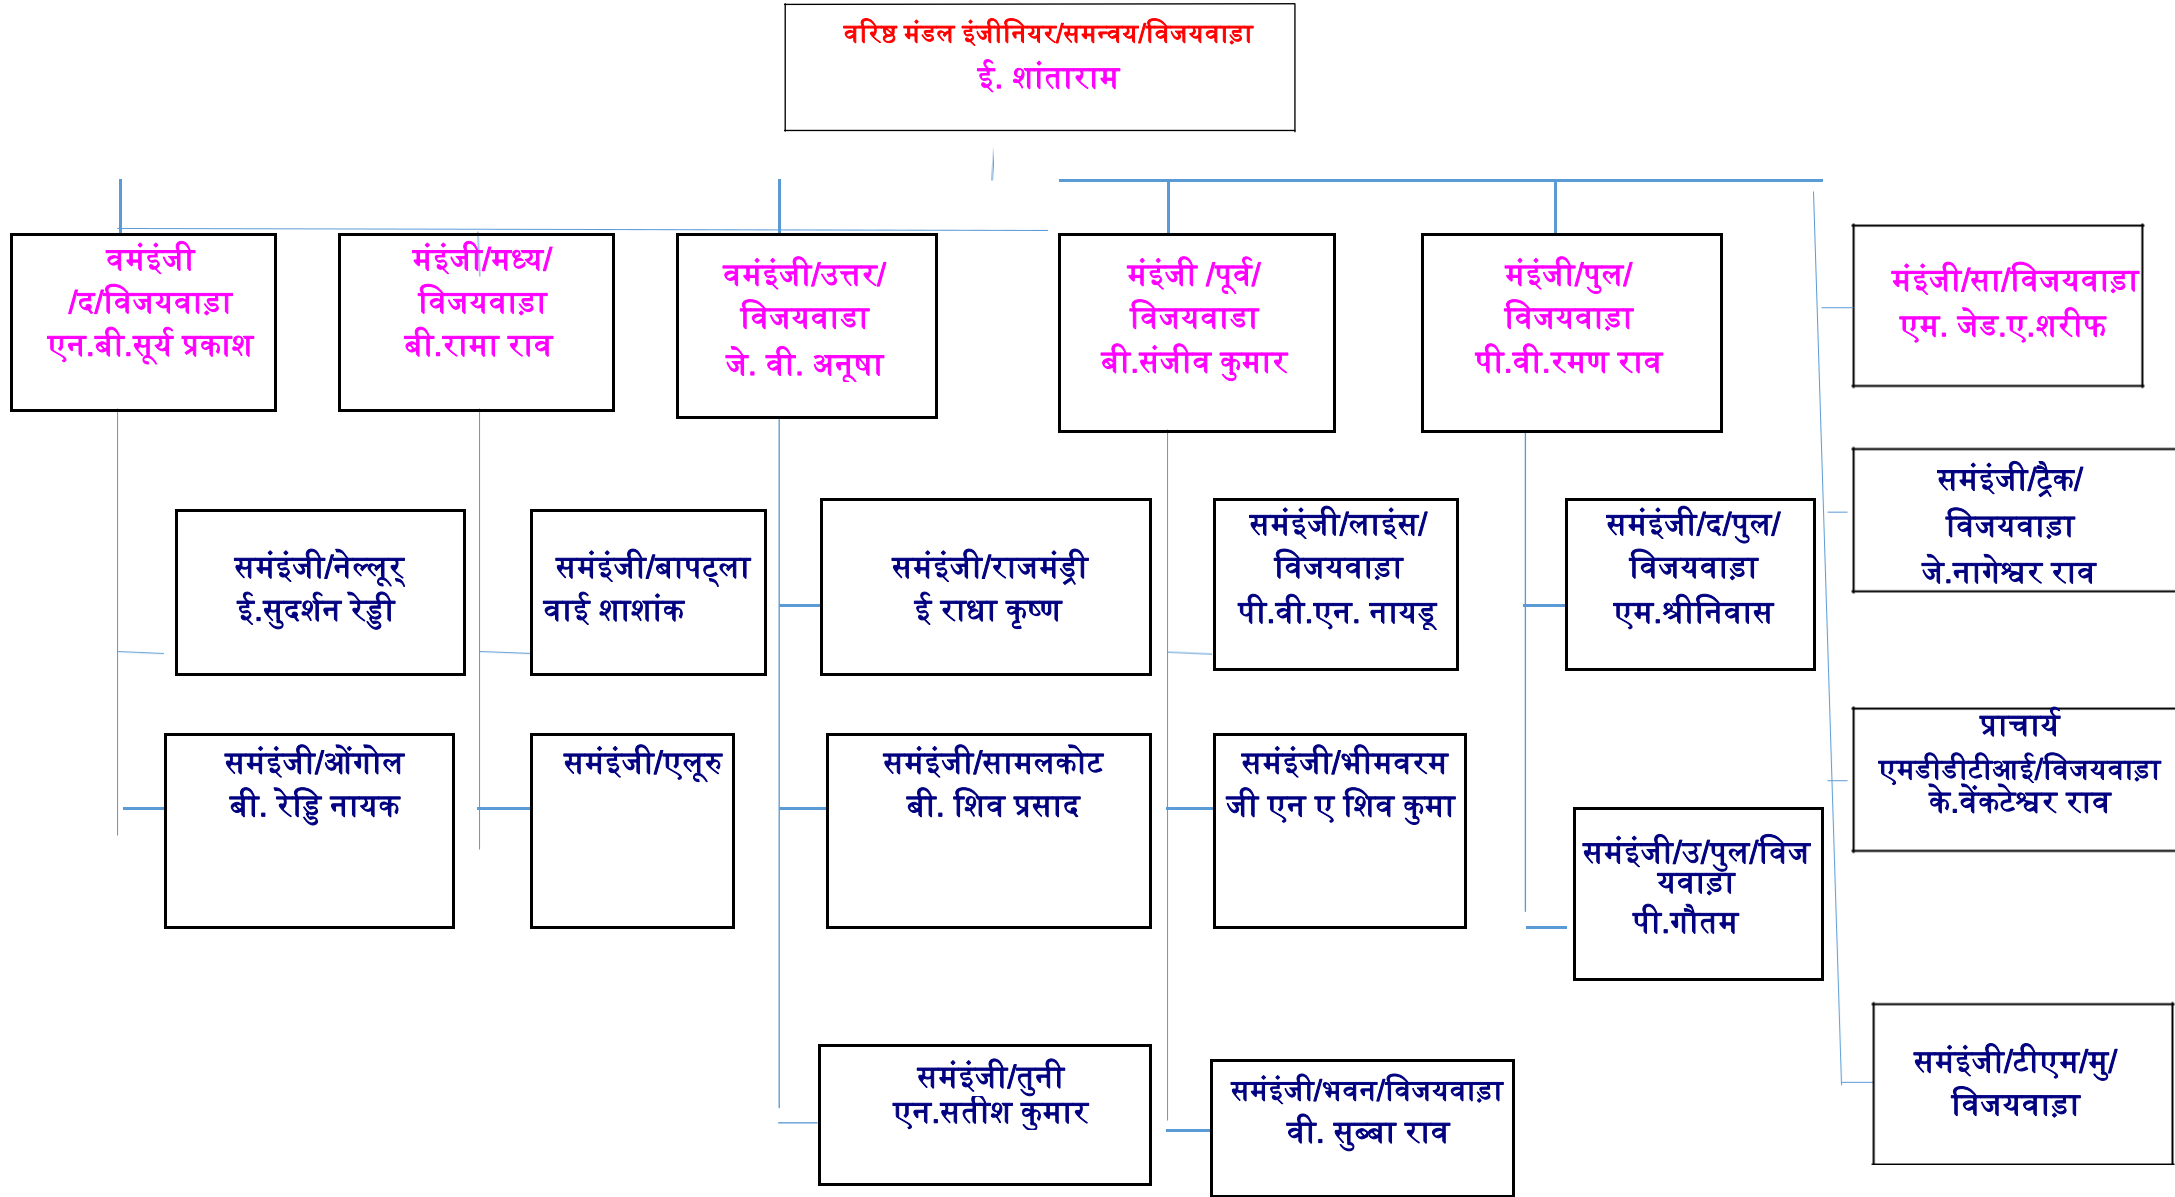 वरिष्ठ मंडल इंजीनियर/समन्वय/विजयवाड़ा
ई. शांताराम
वमंइंजी
/द/विजयवाड़ा
एन.बी.सूर्य प्रकाश
मंइंजी/मध्य/
विजयवाड़ा
बी.रामा राव
वमंइंजी/उत्तर/
विजयवाडा
जे. वी. अनूषा
मंइंजी /पूर्व/
विजयवाडा
बी.संजीव कुमार
मंइंजी/पुल/
विजयवाड़ा
पी.वी.रमण राव
मंइंजी/सा/विजयवाड़ा
एम. जेड.ए.शरीफ
समंइंजी/नेल्लूर्
ई.सुदर्शन रेड्डी
समंइंजी/बापट्ला
वाई शाशांक
समंइंजी/राजमंड्री
ई राधा कृष्ण
समंइंजी/लाइंस/
विजयवाड़ा
पी.वी.एन. नायडू
समंइंजी/द/पुल/
विजयवाड़ा
एम.श्रीनिवास
समंइंजी/ट्रैक/
विजयवाड़ा
जे.नागेश्वर राव
समंइंजी/ओंगोल
बी. रेड्डि नायक
समंइंजी/एलूरु
समंइंजी/सामलकोट
बी. शिव प्रसाद
समंइंजी/भीमवरम
जी एन ए शिव कुमा
समंइंजी/उ/पुल/विज
यवाड़ा
पी.गौतम
प्राचार्य
एमडीडीटीआई/विजयवाड़ा
के.वेंकटेश्वर राव
समंइंजी/तुनी
एन.सतीश कुमार
समंइंजी/भवन/विजयवाड़ा
वी. सुब्बा राव
समंइंजी/टीएम/मु/
विजयवाड़ा